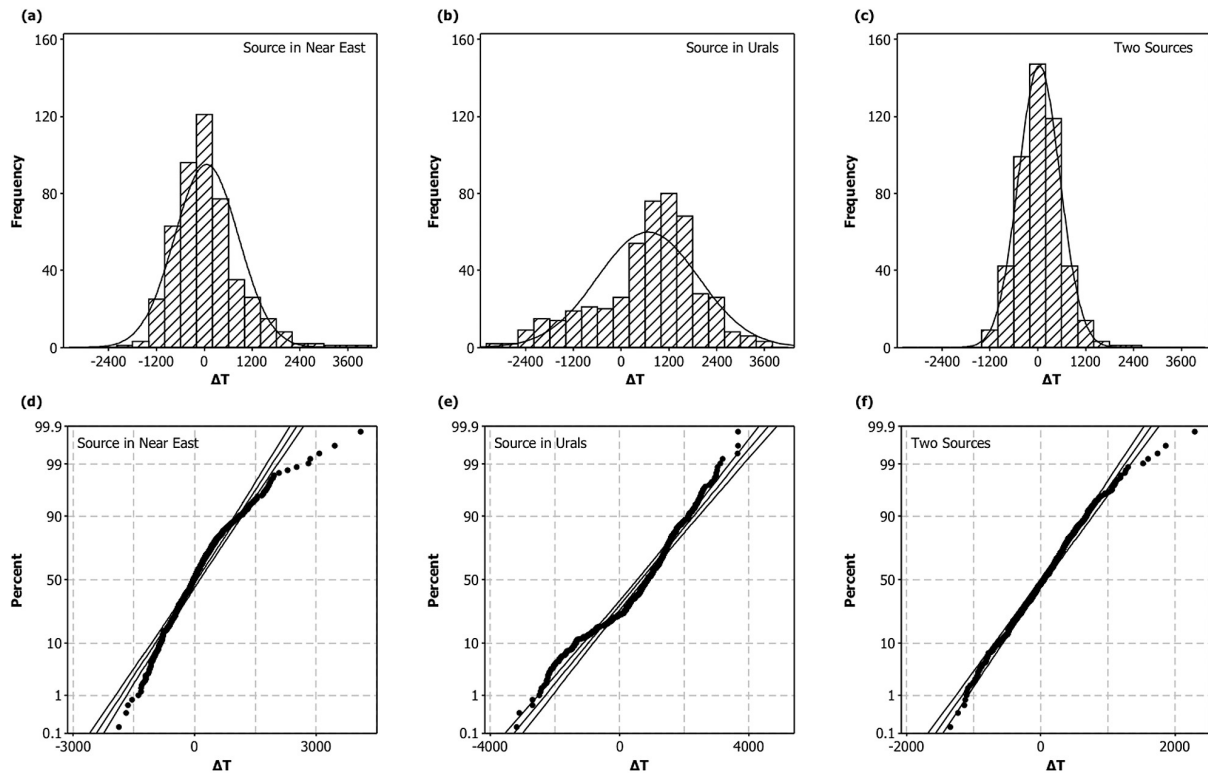 (a)
Source in Near East
160
120
80
40
0
Frequency
-2400 -1200 0 1200 2400 3600
ΔT
(b)
Source in Urals
160
120
80
40
0
Frequency
-2400 -1200 0 1200 2400 3600
ΔT
(c)
Two Sources
160
120
80
40
0
Frequency
-2400 -1200 0 1200 2400 3600
ΔT
(d)
Source in Near East
99.9
99
90
50
10
1
0.1
Percent
-3000 0 3000
ΔT
(e)
Source in Urals
99.9
99
90
50
10
1
0.1
Percent
-4000 0 4000
ΔT
(f)
Two Sources
99.9
99
90
50
10
1
0.1
Percent
-2000 0 2000
ΔT